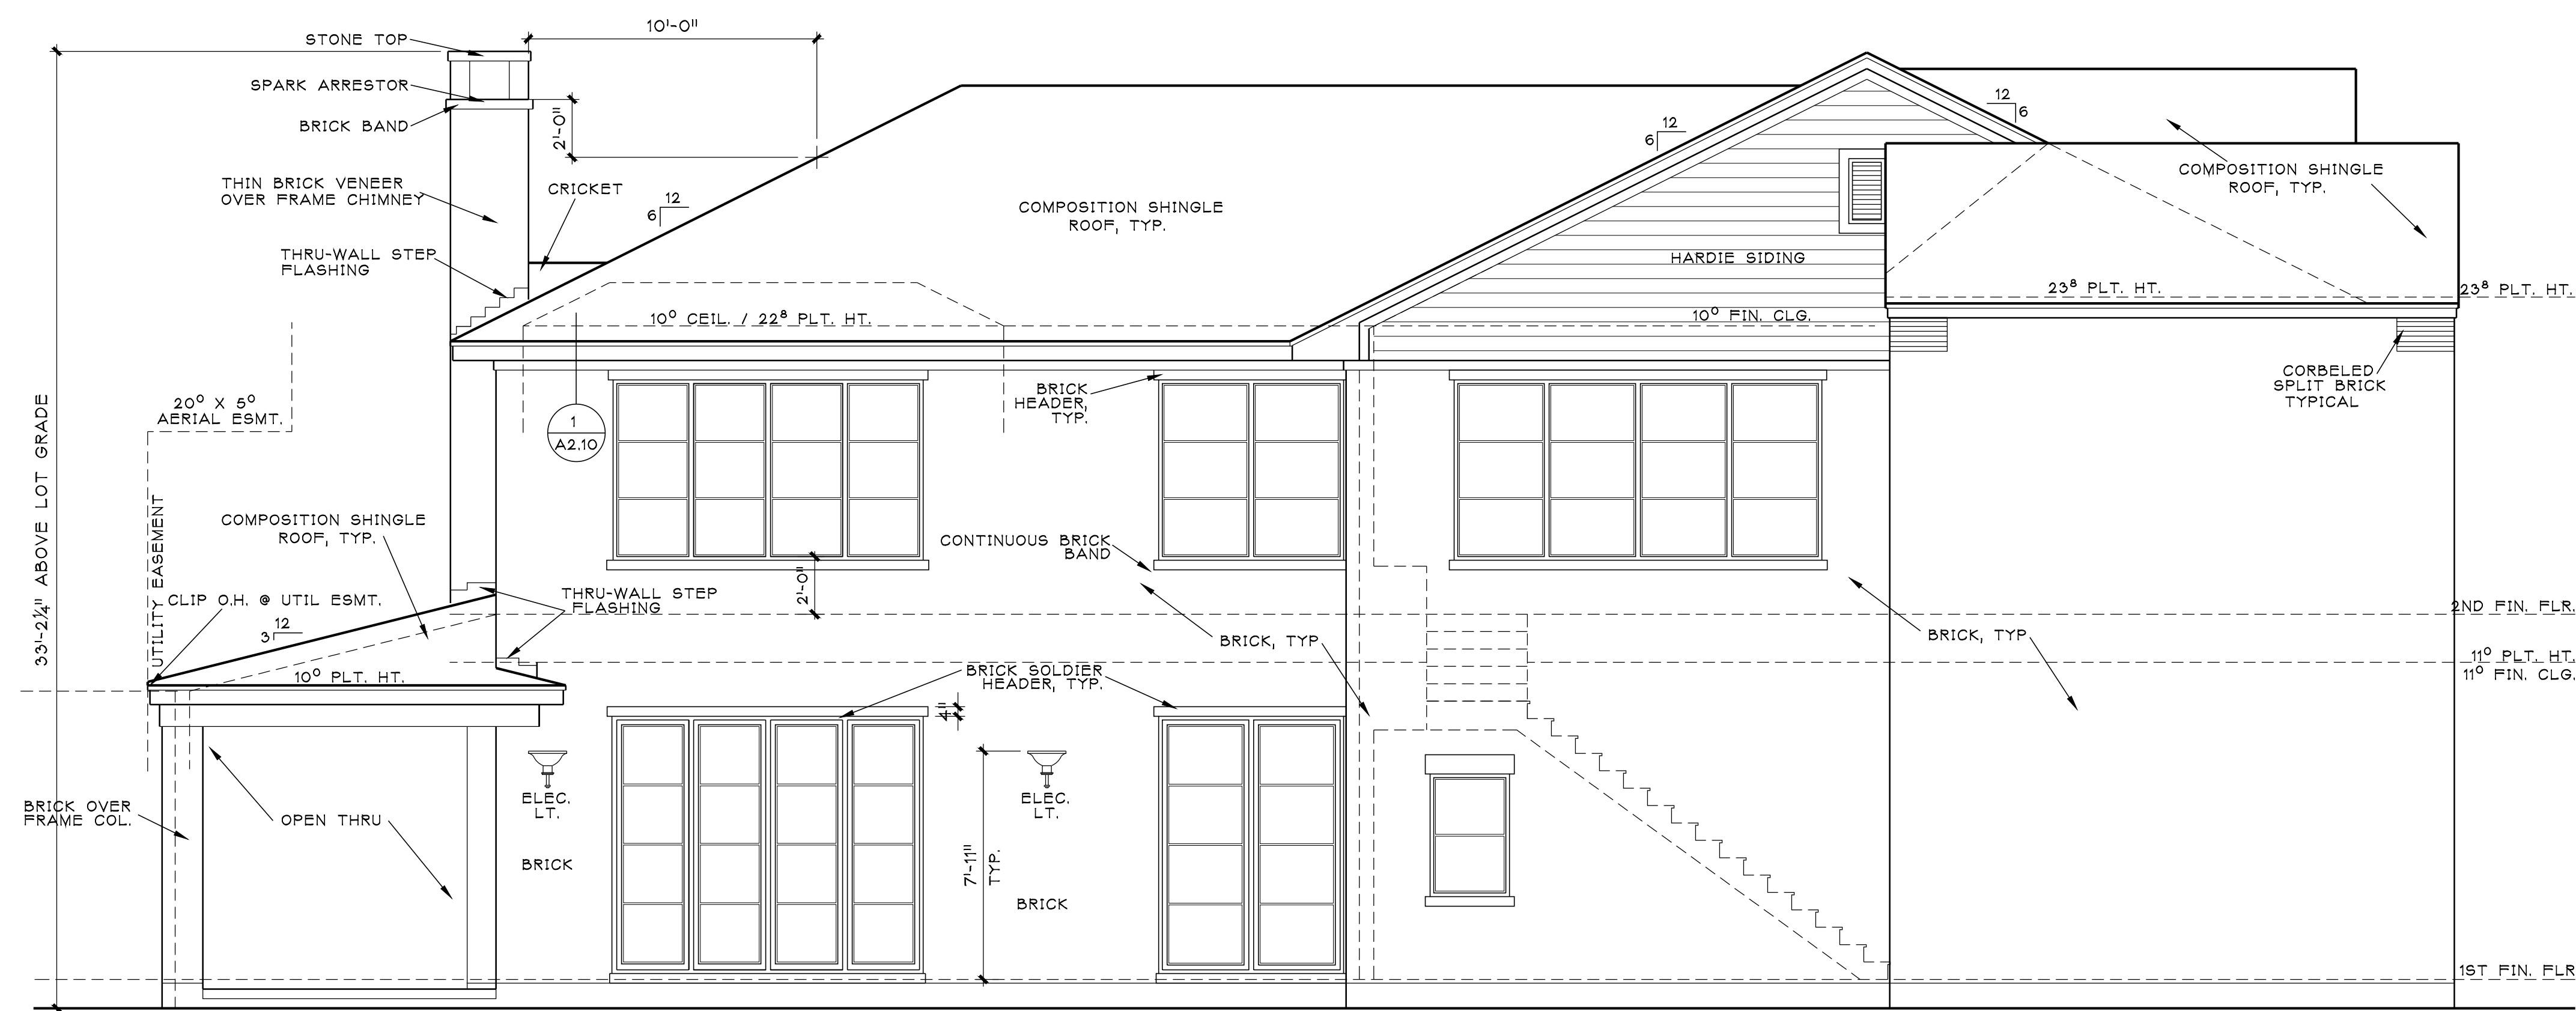 10'-0"
STONE TOP
SPARK ARRESTOR
BRICK BAND
2'-0"
12
6
12
6
THIN BRICK VENEER
OVER FRAME CHIMNEY
CRICKET
12
6
COMPOSITION SHINGLE
ROOF, TYP.
COMPOSITION SHINGLE
ROOF, TYP.
THRU-WALL STEP
FLASHING
HARDIE SIDING
23⁸ PLT. HT.
23⁸ PLT. HT.
10⁰ CEIL. / 22⁸ PLT. HT.
10⁰ FIN. CLG.
33'-2¼" ABOVE LOT GRADE
20⁰ X 5⁰
AERIAL ESMT.
1
A2.10
BRICK
HEADER,
TYP.
CORBELED
SPLIT BRICK
TYPICAL
UTILITY EASEMENT
COMPOSITION SHINGLE
ROOF, TYP.
CONTINUOUS BRICK
BAND
CLIP O.H. @ UTIL ESMT.
THRU-WALL STEP
FLASHING
2'-0"
2ND FIN. FLR.
12
3
BRICK, TYP
BRICK, TYP
11⁰ PLT. HT.
11⁰ FIN. CLG.
10⁰ PLT. HT.
BRICK SOLDIER
HEADER, TYP.
4"
BRICK OVER
FRAME COL.
OPEN THRU
ELEC.
LT.
ELEC.
LT.
7'-11"
TYP.
BRICK
BRICK
1ST FIN. FLR